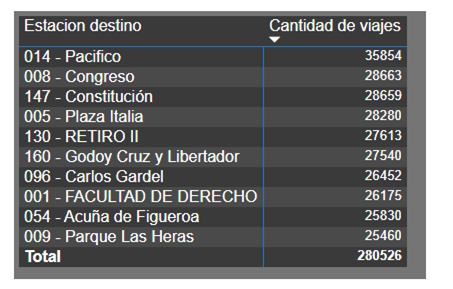 Estacion destino Cantidad de viajes
014 - Pacifico 35854
008 - Congreso 28663
147 - Constitución 28659
005 - Plaza Italia 28280
130 - RETIRO II 27613
160 - Godoy Cruz y Libertador 27540
096 - Carlos Gardel 26452
001 - FACULTAD DE DERECHO 26175
054 - Acuña de Figueroa 25830
009 - Parque Las Heras 25460
Total 280526